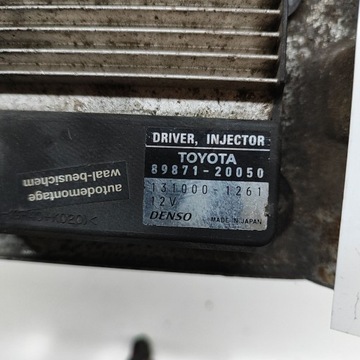 DRIVER, INJECTOR
TOYOTA
89871-20050
131000-1261
12V
DENSO MADE IN JAPAN
autodemontage
waal-beusichem